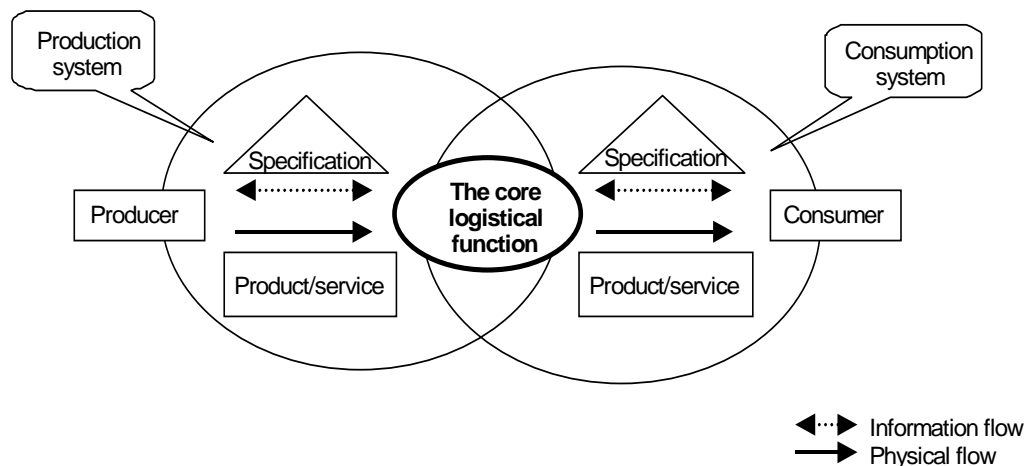 Production
system
Consumption
system
Specification
Specification
Producer
The core
logistical
function
Consumer
Product/service
Product/service
Information flow
Physical flow